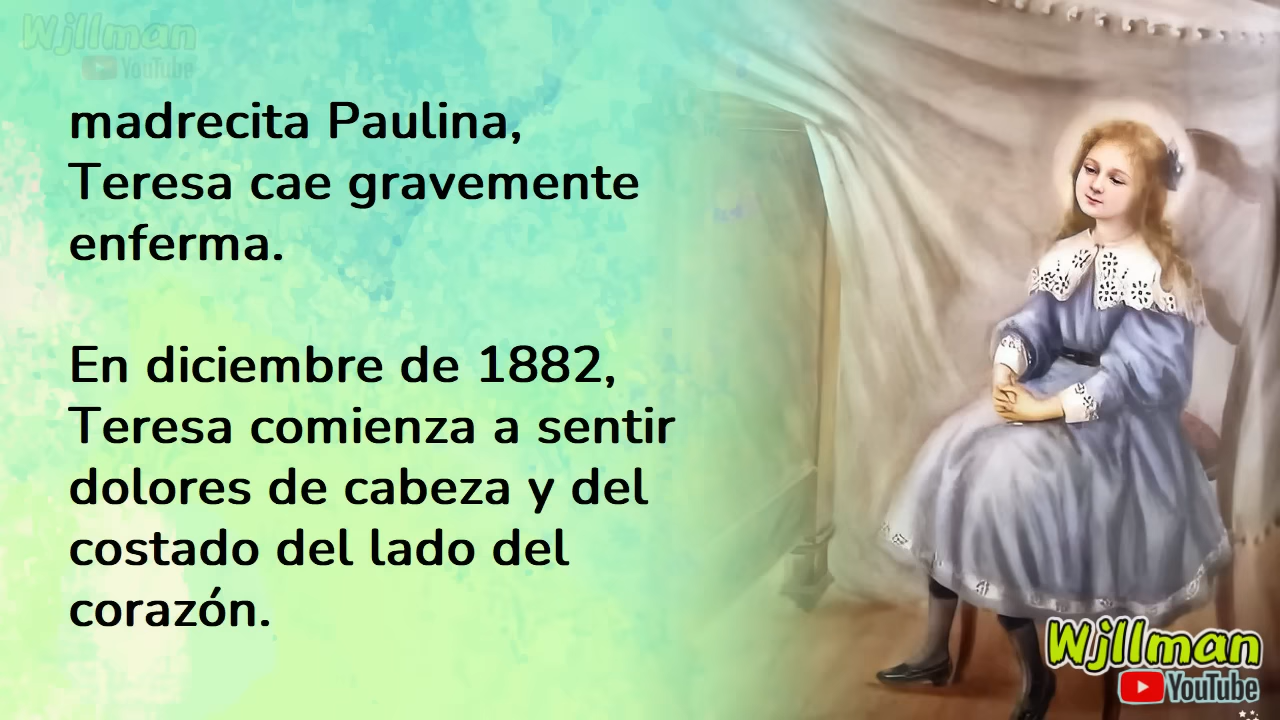 Wjllman
YouTube
madrecita Paulina,
Teresa cae gravemente
enferma.
En diciembre de 1882,
Teresa comienza a sentir
dolores de cabeza y del
costado del lado del
corazón.
Wjllman
YouTube